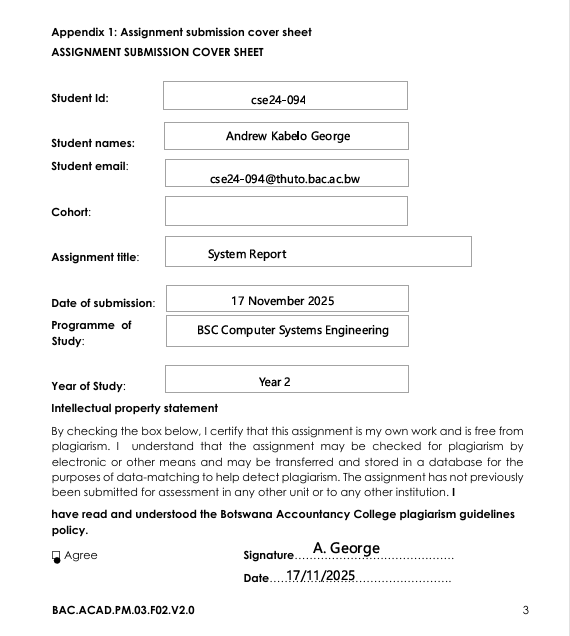 Appendix 1: Assignment submission cover sheet
ASSIGNMENT SUBMISSION COVER SHEET
Student Id: cse24-094
Student names: Andrew Kabelo George
Student email: cse24-094@thuto.bac.ac.bw
Cohort:
Assignment title: System Report
Date of submission: 17 November 2025
Programme of BSC Computer Systems Engineering
Study:
Year of Study: Year 2
Intellectual property statement
By checking the box below, I certify that this assignment is my own work and is free from
plagiarism. I understand that the assignment may be checked for plagiarism by
electronic or other means and may be transferred and stored in a database for the
purposes of data-matching to help detect plagiarism. The assignment has not previously
been submitted for assessment in any other unit or to any other institution. I
have read and understood the Botswana Accountancy College plagiarism guidelines
policy.
Agree Signature A. George
Date 17/11/2025
BAC.ACAD.PM.03.F02.V2.0 3